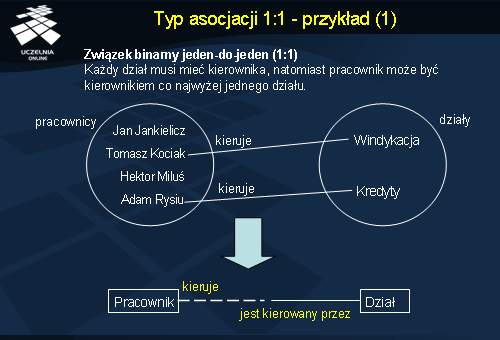 Typ asocjacji 1:1 - przykład (1)
UCZELNIA
ONLINE
Związek binarny jeden-do-jeden (1:1)
Każdy dział musi mieć kierownika, natomiast pracownik może być
kierownikiem co najwyżej jednego działu.
pracownicy
działy
Jan Jankielicz
Tomasz Kociak
Hektor Miluś
Adam Rysiu
kieruje
kieruje
Windykacja
Kredyty
kieruje
Pracownik
Dział
jest kierowany przez